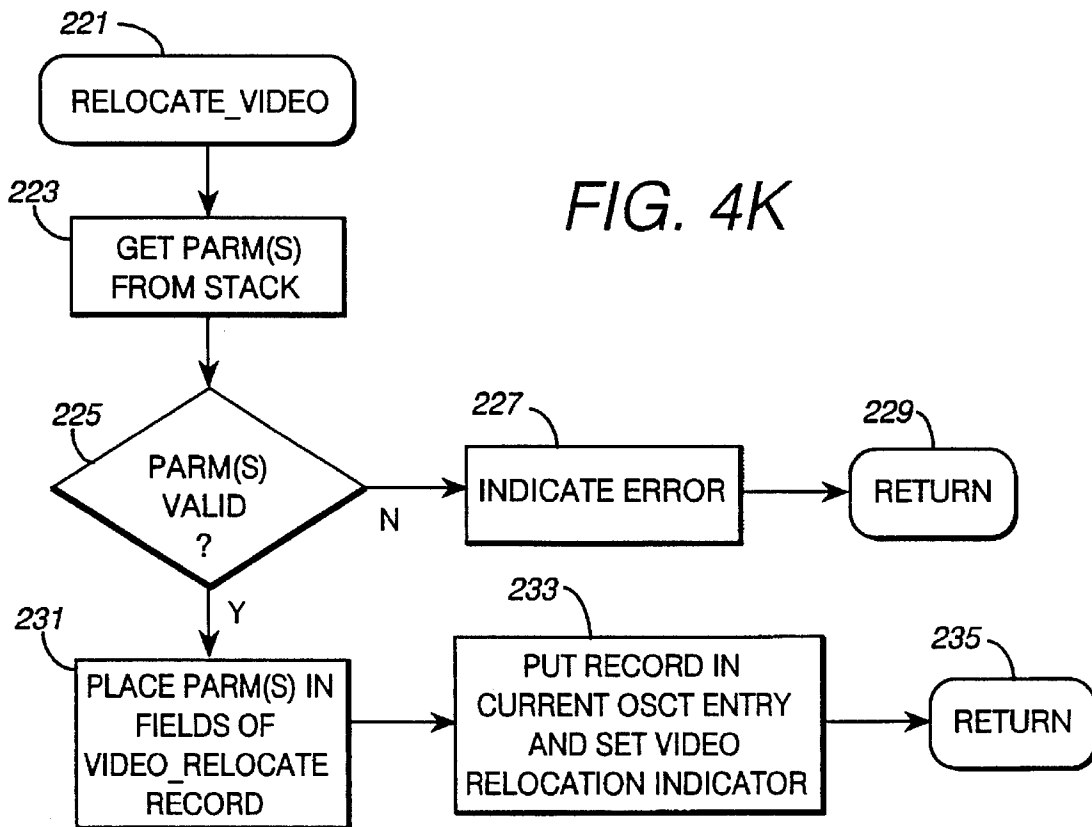 221
RELOCATE_VIDEO
223
GET PARM(S)
FROM STACK
FIG. 4K
225
PARM(S)
VALID
?
N
Y
227
INDICATE ERROR
229
RETURN
231
PLACE PARM(S) IN
FIELDS OF
VIDEO_RELOCATE
RECORD
233
PUT RECORD IN
CURRENT OSCT ENTRY
AND SET VIDEO
RELOCATION INDICATOR
235
RETURN